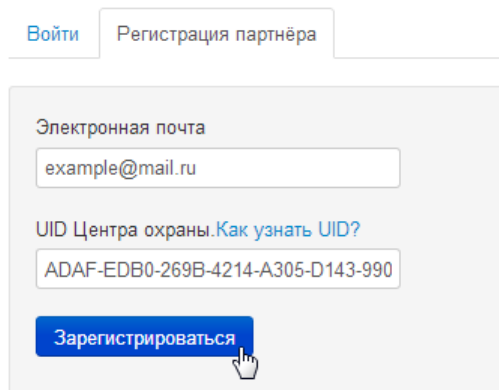 Войти Регистрация партнёра
Электронная почта
example@mail.ru
UID Центра охраны.Как узнать UID?
ADAF-EDB0-269B-4214-A305-D143-990
Зарегистрироваться